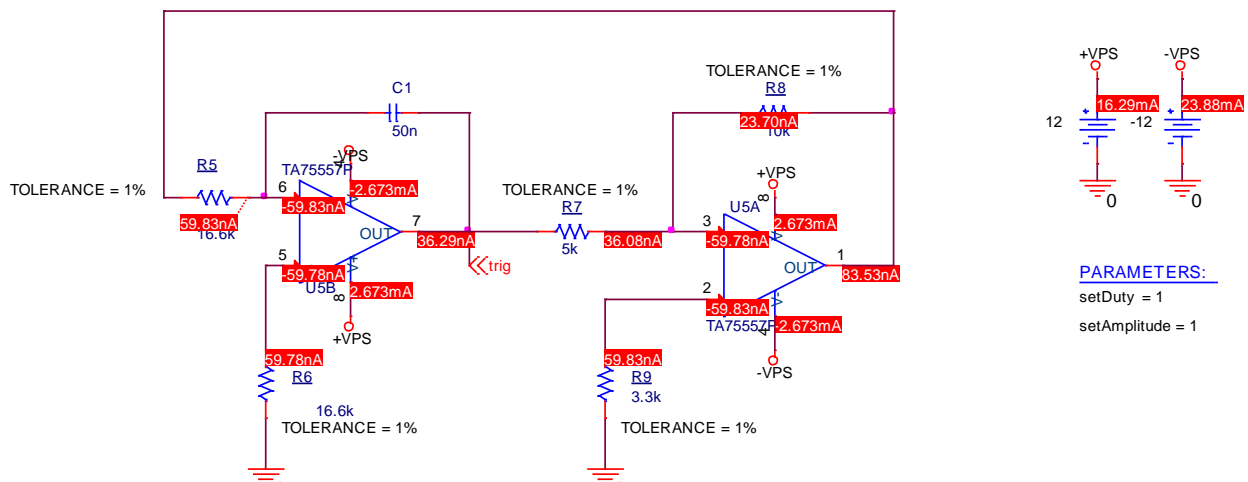 +VPS
-VPS
TOLERANCE = 1%
C1
R8
16.29mA
23.88mA
23.70nA
12
-12
50n
10k
-VPS
R5
TA75557P
4
+VPS
TOLERANCE = 1%
6
-2.673mA
TOLERANCE = 1%
8
V-
R7
U5A
0
0
59.83nA
-59.83nA
2.673mA
16.6k
7
3
V+
OUT
36.29nA
5k
36.08nA
-59.78nA
5
OUT
1
-59.78nA
V+
trig
83.53nA
PARAMETERS:
U5B
2.673mA
2
V-
8
-59.83nA
setDuty = 1
TA75557P
-2.673mA
+VPS
4
setAmplitude = 1
59.78nA
59.83nA
-VPS
R6
R9
3.3k
16.6k
TOLERANCE = 1%
TOLERANCE = 1%